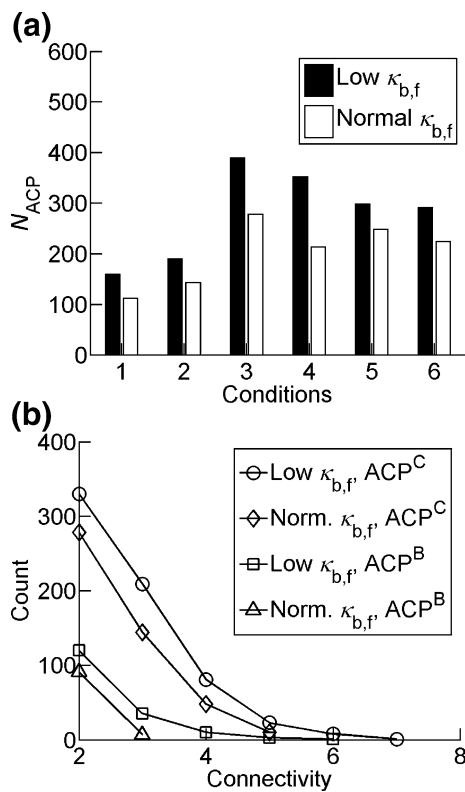 (a)
600
500
400
300
200
100
0
N_ACP
Low κ_b,f
Normal κ_b,f
1 2 3 4 5 6
Conditions
(b)
400
300
200
100
0
Count
Low κ_b,f, ACP^C
Norm. κ_b,f, ACP^C
Low κ_b,f, ACP^B
Norm. κ_b,f, ACP^B
2 4 6 8
Connectivity